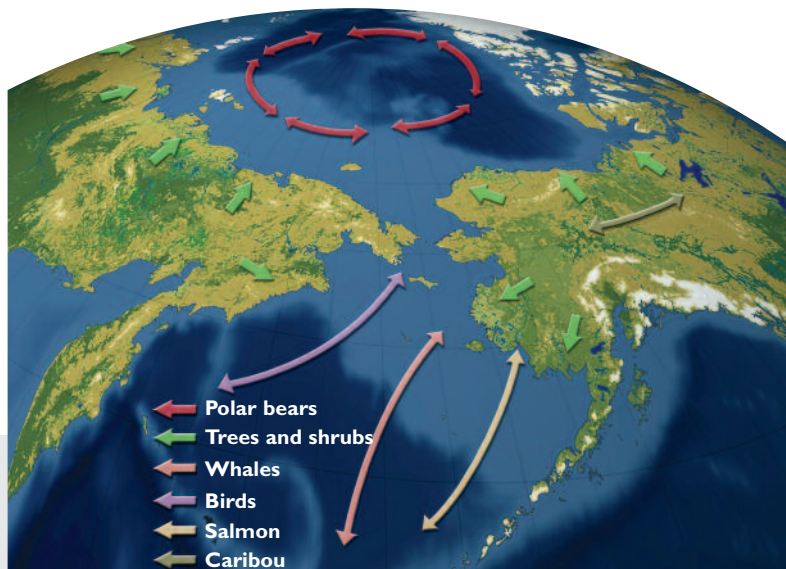 Polar bears
Trees and shrubs
Whales
Birds
Salmon
Caribou